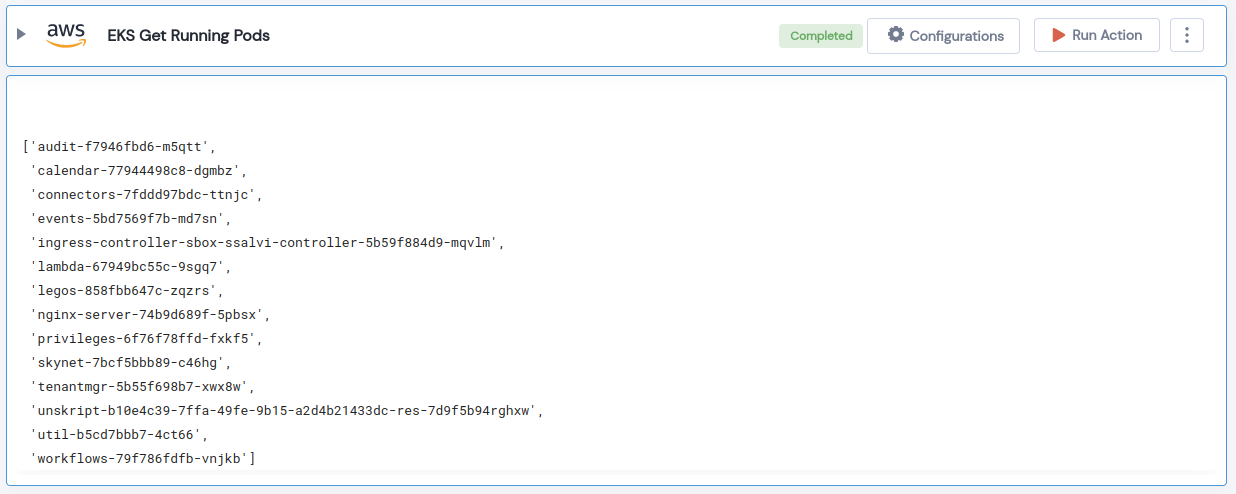 aws EKS Get Running Pods Completed Configurations Run Action
['audit-f7946fbd6-m5qtt',
'calendar-77944498c8-dgmbz',
'connectors-7fddd97bdc-ttnjc',
'events-5bd7569f7b-md7sn',
'ingress-controller-sbox-ssalvi-controller-5b59f884d9-mqvlm',
'lambda-67949bc55c-9sgq7',
'legos-858fbb647c-zqzrs',
'nginx-server-74b9d689f-5pbsx',
'privileges-6f76f78ffd-fxkf5',
'skynet-7bcf5bbb89-c46hg',
'tenantmgr-5b55f698b7-xwx8w',
'unskript-b10e4c39-7ffa-49fe-9b15-a2d4b21433dc-res-7d9f5b94rghxw',
'util-b5cd7bbb7-4ct66',
'workflows-79f786fdfb-vnjkb']